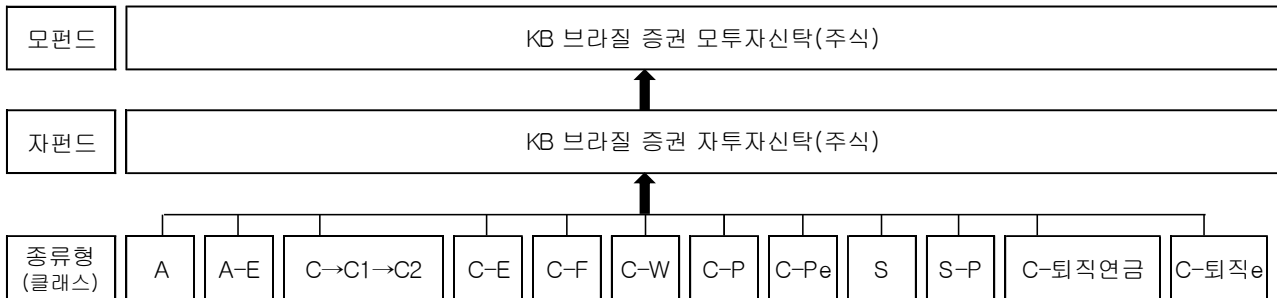 모펀드
KB 브라질 증권 모투자신탁(주식)
자펀드
KB 브라질 증권 자투자신탁(주식)
종류형
(클래스)
A
A-E
C→C1→C2
C-E
C-F
C-W
C-P
C-Pe
S
S-P
C-퇴직연금
C-퇴직e